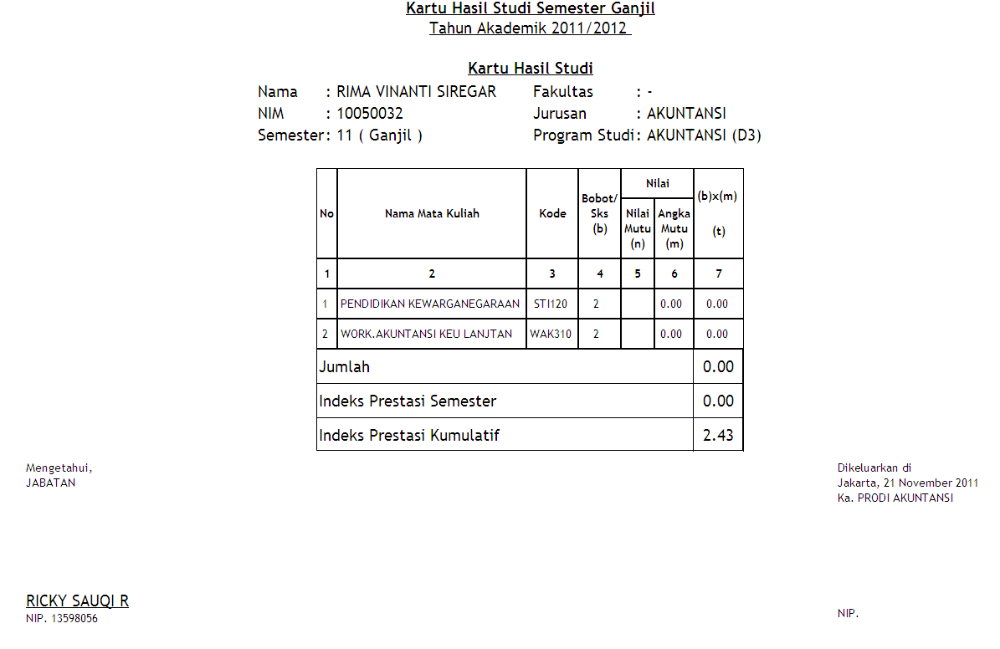 Kartu Hasil Studi Semester Ganjil
Tahun Akademik 2011/2012
Kartu Hasil Studi
Nama : RIMA VINANTI SIREGAR Fakultas : -
NIM : 10050032 Jurusan : AKUNTANSI
Semester: 11 ( Ganjil ) Program Studi: AKUNTANSI (D3)
No Nama Mata Kuliah Kode Bobot/ Sks (b) Nilai (b)x(m) (t)
Nilai Mutu (n) Angka Mutu (m)
1 2 3 4 5 6 7
1 PENDIDIKAN KEWARGANEGARAAN STI120 2 0.00 0.00
2 WORK.AKUNTANSI KEU LANJTAN WAK310 2 0.00 0.00
Jumlah 0.00
Indeks Prestasi Semester 0.00
Indeks Prestasi Kumulatif 2.43
Mengetahui,
JABATAN
RICKY SAUQI R
NIP. 13598056
Dikeluarkan di
Jakarta, 21 November 2011
Ka. PRODI AKUNTANSI
NIP.